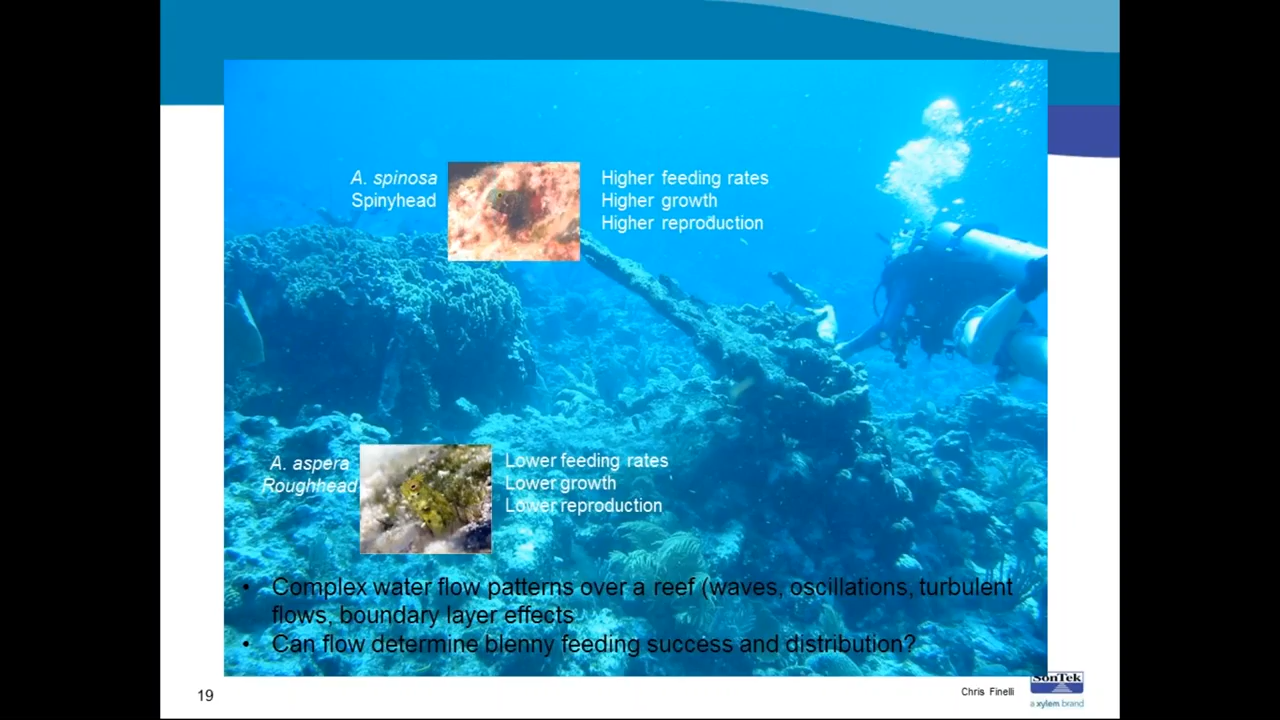 A. spinosa
Spinyhead
Higher feeding rates
Higher growth
Higher reproduction
A. aspera
Roughhead
Lower feeding rates
Lower growth
Lower reproduction
• Complex water flow patterns over a reef (waves, oscillations, turbulent
flows, boundary layer effects
• Can flow determine blenny feeding success and distribution?
19
Chris Finelli
SonTek
a xylem brand